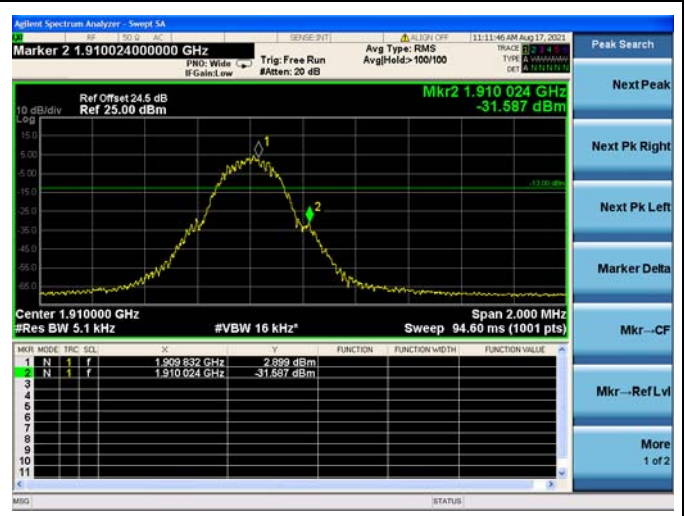 Agilent Spectrum Analyzer - Swept SA
RF 50 Ω AC SENSE:INT ALIGN OFF 11:11:46 AM Aug 17, 2021
Marker 2 1.910024000000 GHz
PNO: Wide Trig: Free Run
IFGain:Low #Atten: 20 dB
Avg Type: RMS
Avg|Hold:>100/100
TRACE 1 2 3 4 5 6
TYPE A
DET A N N N N N
Peak Search
Mkr2 1.910 024 GHz
-31.587 dBm
Ref Offset 24.5 dB
10 dB/div Ref 25.00 dBm
Log
15.0
5.00
-5.00
-15.0
-25.0
-35.0
-45.0
-55.0
-65.0
1
2
-13.00 dBm
Center 1.910000 GHz Span 2.000 MHz
#Res BW 5.1 kHz #VBW 16 kHz* Sweep 94.60 ms (1001 pts)
MKR MODE TRC SCL X Y FUNCTION FUNCTION WIDTH FUNCTION VALUE
1 N 1 f 1.909 832 GHz 2.899 dBm
2 N 1 f 1.910 024 GHz -31.587 dBm
3
4
5
6
7
8
9
10
11
MSG STATUS
Next Peak
Next Pk Right
Next Pk Left
Marker Delta
Mkr→CF
Mkr→Ref Lvl
More
1 of 2